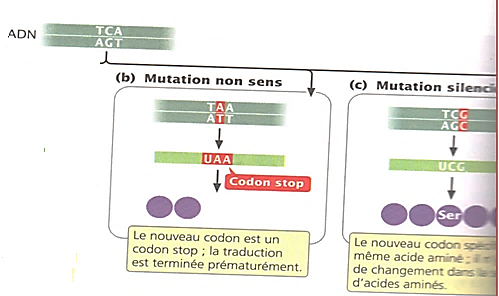 ADN
TCA
AGT
(b) Mutation non sens
TAA
ATT
UAA
Codon stop
Le nouveau codon est un
codon stop ; la traduction
est terminée prématurément.
(c) Mutation
TCG
AGC
UCG
Ser
Le nouveau codon
même acide aminé ; il
de changement dans
d'acides aminés.